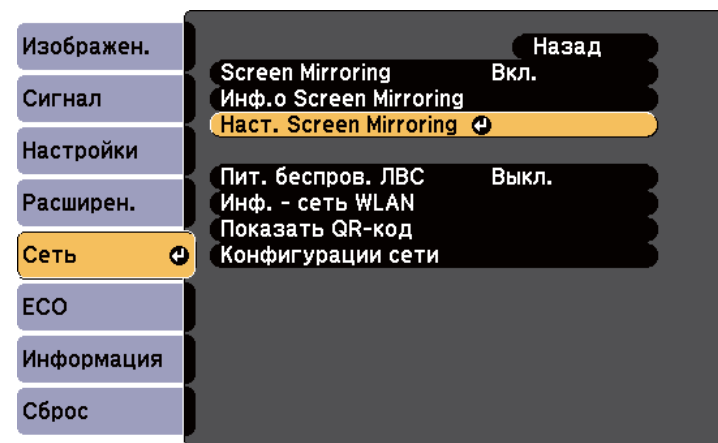 Изображен.
Сигнал
Настройки
Расширен.
Сеть
ECO
Информация
Сброс
Назад
Screen Mirroring Вкл.
Инф.о Screen Mirroring
Наст. Screen Mirroring
Пит. беспров. ЛВС Выкл.
Инф. - сеть WLAN
Показать QR-код
Конфигурации сети